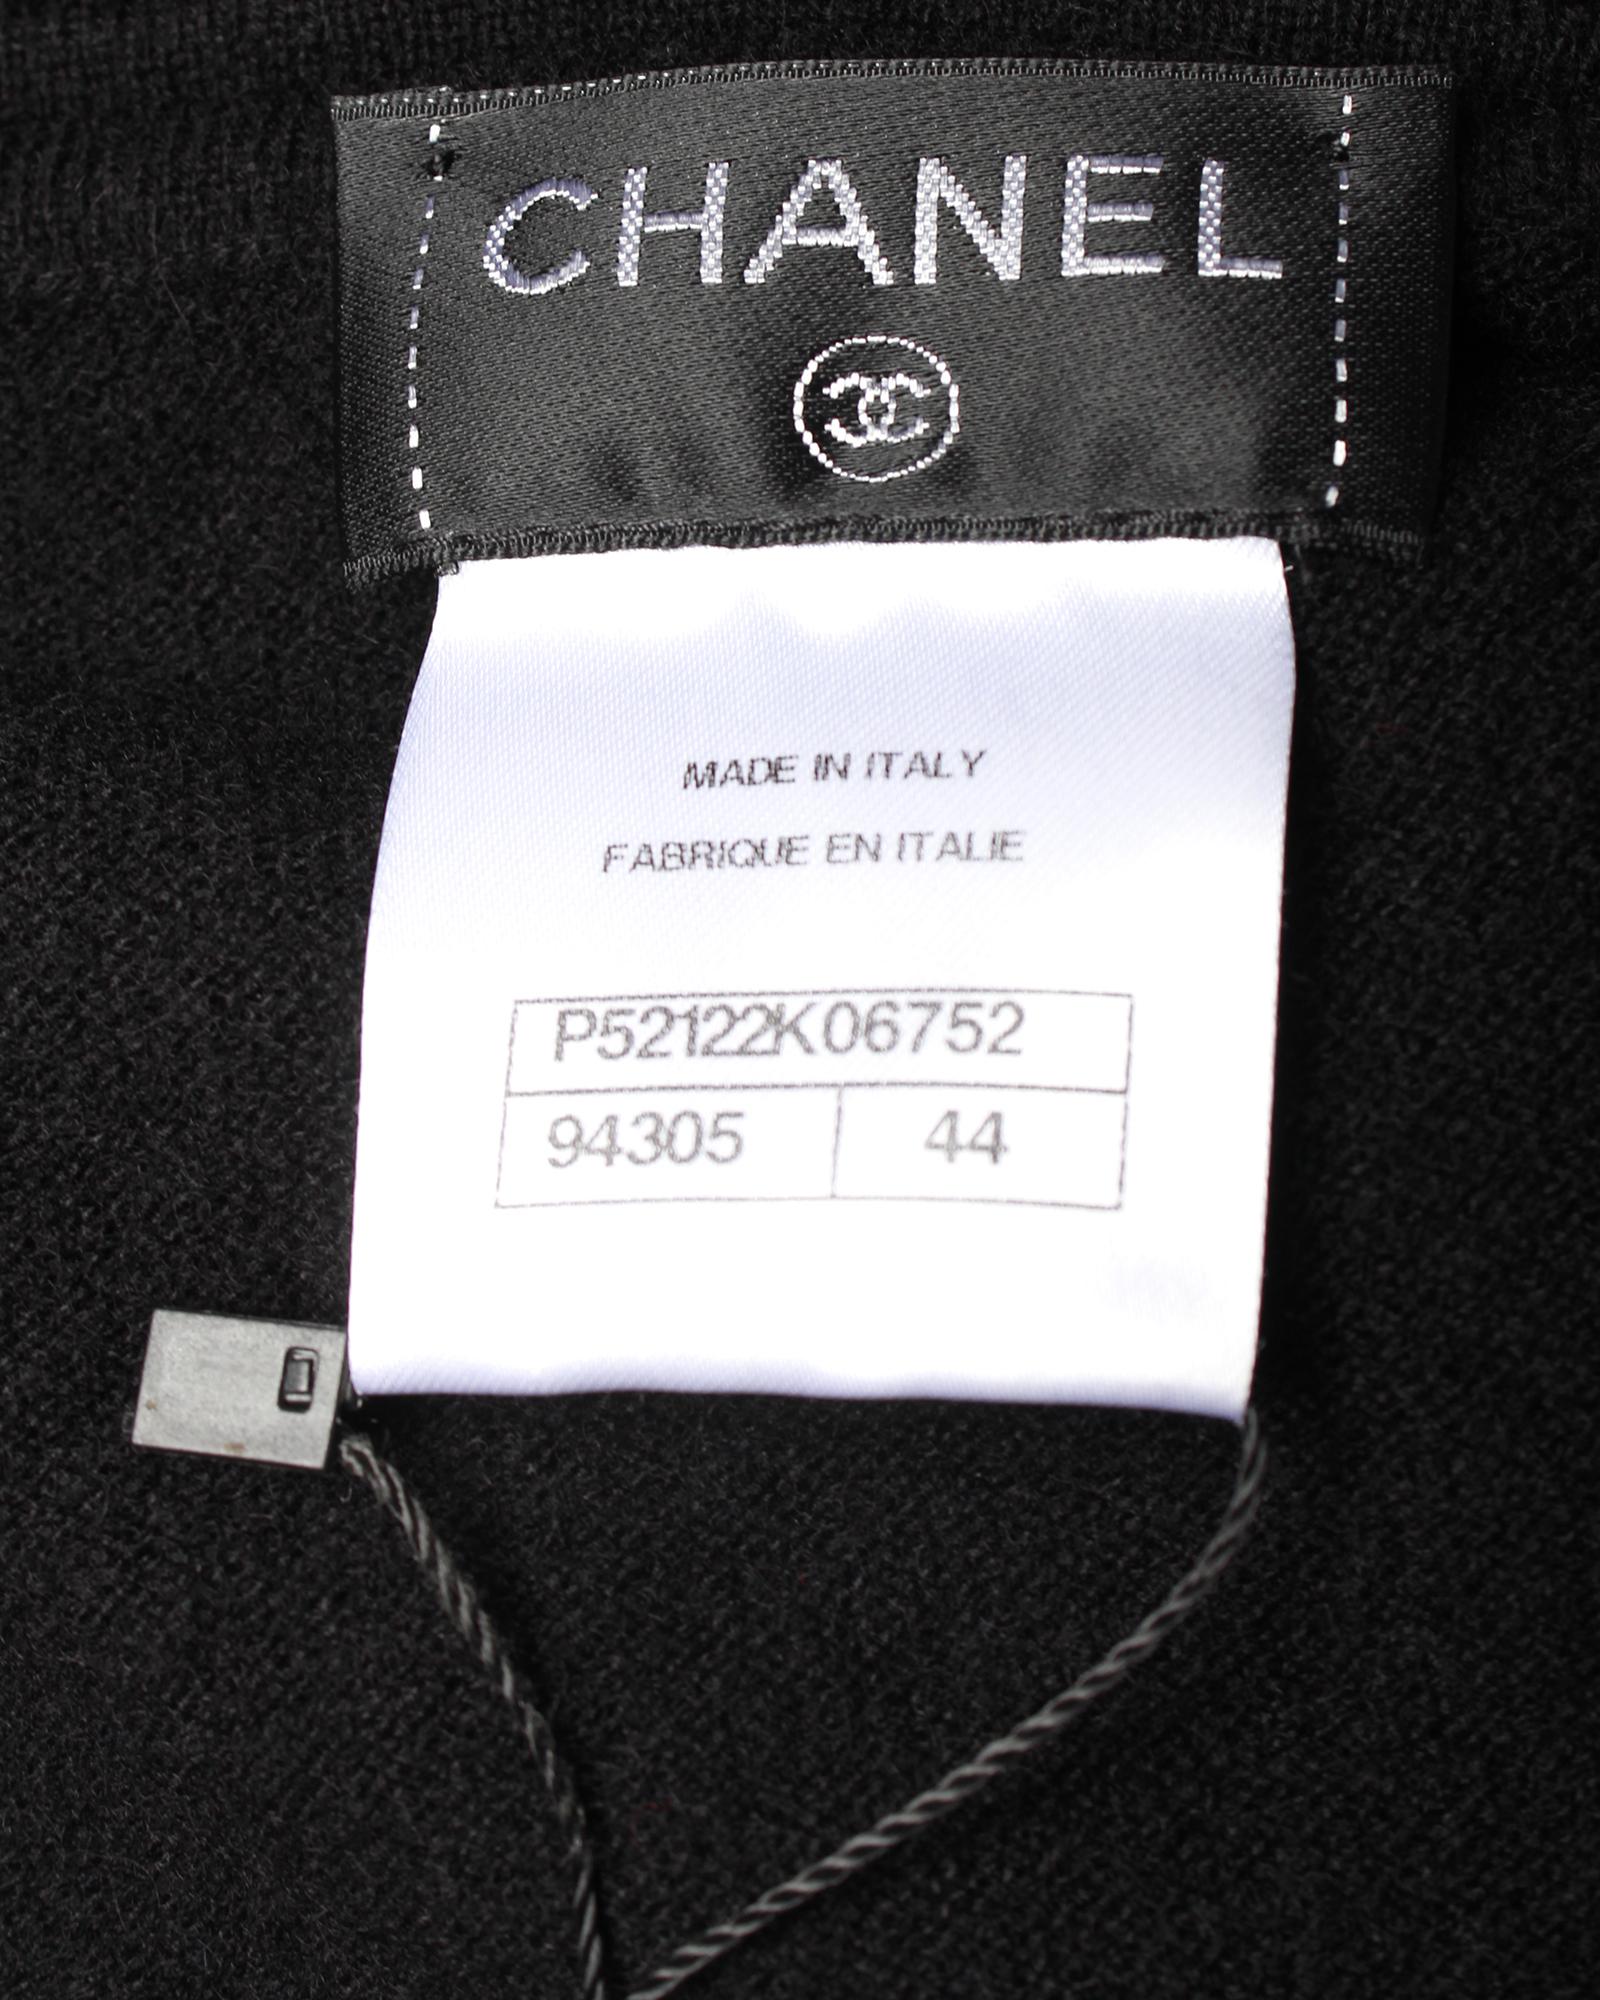 CHANEL
MADE IN ITALY
FABRIQUE EN ITALIE
P52122K06752
94305 44